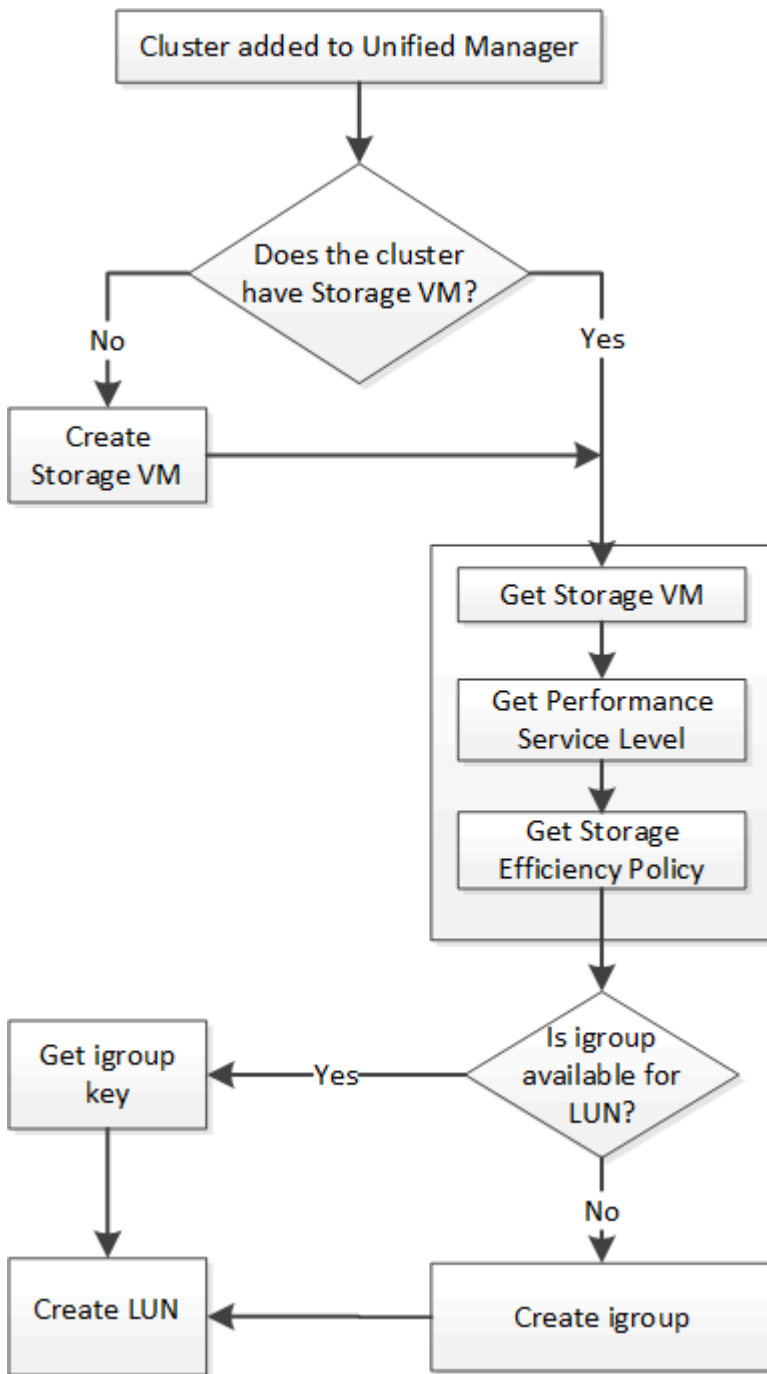 Cluster added to Unified Manager
Does the cluster
have Storage VM?
No
Yes
Create
Storage VM
Get Storage VM
Get Performance
Service Level
Get Storage
Efficiency Policy
Is igroup
available for
LUN?
Yes
Get igroup
key
No
Create LUN
Create igroup